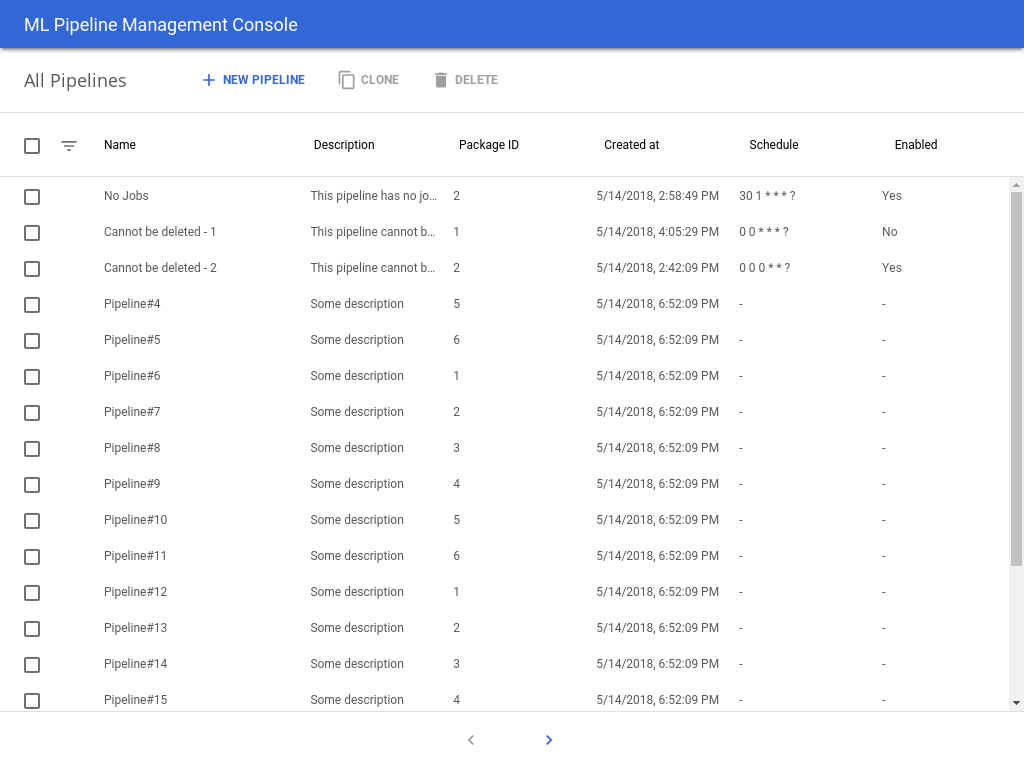 ML Pipeline Management Console
All Pipelines NEW PIPELINE CLONE DELETE
Name Description Package ID Created at Schedule Enabled
No Jobs This pipeline has no jo... 2 5/14/2018, 2:58:49 PM 30 1 * * * ? Yes
Cannot be deleted - 1 This pipeline cannot b... 1 5/14/2018, 4:05:29 PM 0 0 * * * ? No
Cannot be deleted - 2 This pipeline cannot b... 2 5/14/2018, 2:42:09 PM 0 0 0 * * ? Yes
Pipeline#4 Some description 5 5/14/2018, 6:52:09 PM - -
Pipeline#5 Some description 6 5/14/2018, 6:52:09 PM - -
Pipeline#6 Some description 1 5/14/2018, 6:52:09 PM - -
Pipeline#7 Some description 2 5/14/2018, 6:52:09 PM - -
Pipeline#8 Some description 3 5/14/2018, 6:52:09 PM - -
Pipeline#9 Some description 4 5/14/2018, 6:52:09 PM - -
Pipeline#10 Some description 5 5/14/2018, 6:52:09 PM - -
Pipeline#11 Some description 6 5/14/2018, 6:52:09 PM - -
Pipeline#12 Some description 1 5/14/2018, 6:52:09 PM - -
Pipeline#13 Some description 2 5/14/2018, 6:52:09 PM - -
Pipeline#14 Some description 3 5/14/2018, 6:52:09 PM - -
Pipeline#15 Some description 4 5/14/2018, 6:52:09 PM - -